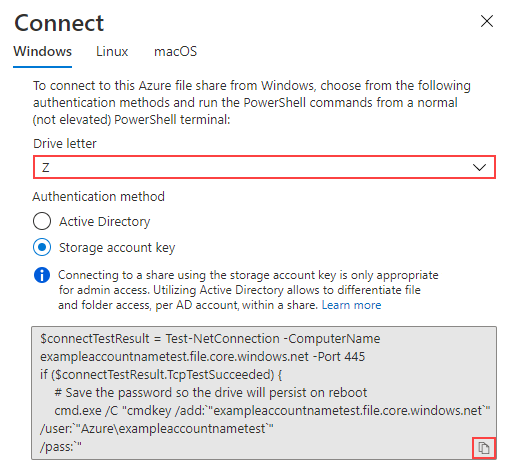 Connect
Windows Linux macOS
To connect to this Azure file share from Windows, choose from the following
authentication methods and run the PowerShell commands from a normal
(not elevated) PowerShell terminal:
Drive letter
Z
Authentication method
Active Directory
Storage account key
Connecting to a share using the storage account key is only appropriate
for admin access. Utilizing Active Directory allows to differentiate file
and folder access, per AD account, within a share. Learn more
$connectTestResult = Test-NetConnection -ComputerName
exampleaccountnametest.file.core.windows.net -Port 445
if ($connectTestResult.TcpTestSucceeded) {
# Save the password so the drive will persist on reboot
cmd.exe /C "cmdkey /add:`"exampleaccountnametest.file.core.windows.net`"
/user:`"Azure\exampleaccountnametest`"
/pass:`"